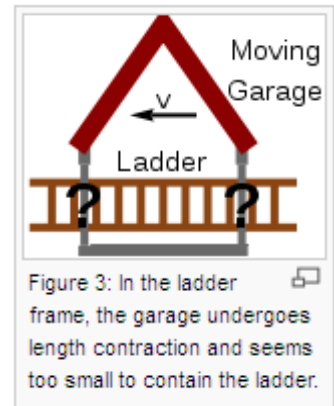 Moving
Garage
v
Ladder
? ?
Figure 3: In the ladder
frame, the garage undergoes
length contraction and seems
too small to contain the ladder.